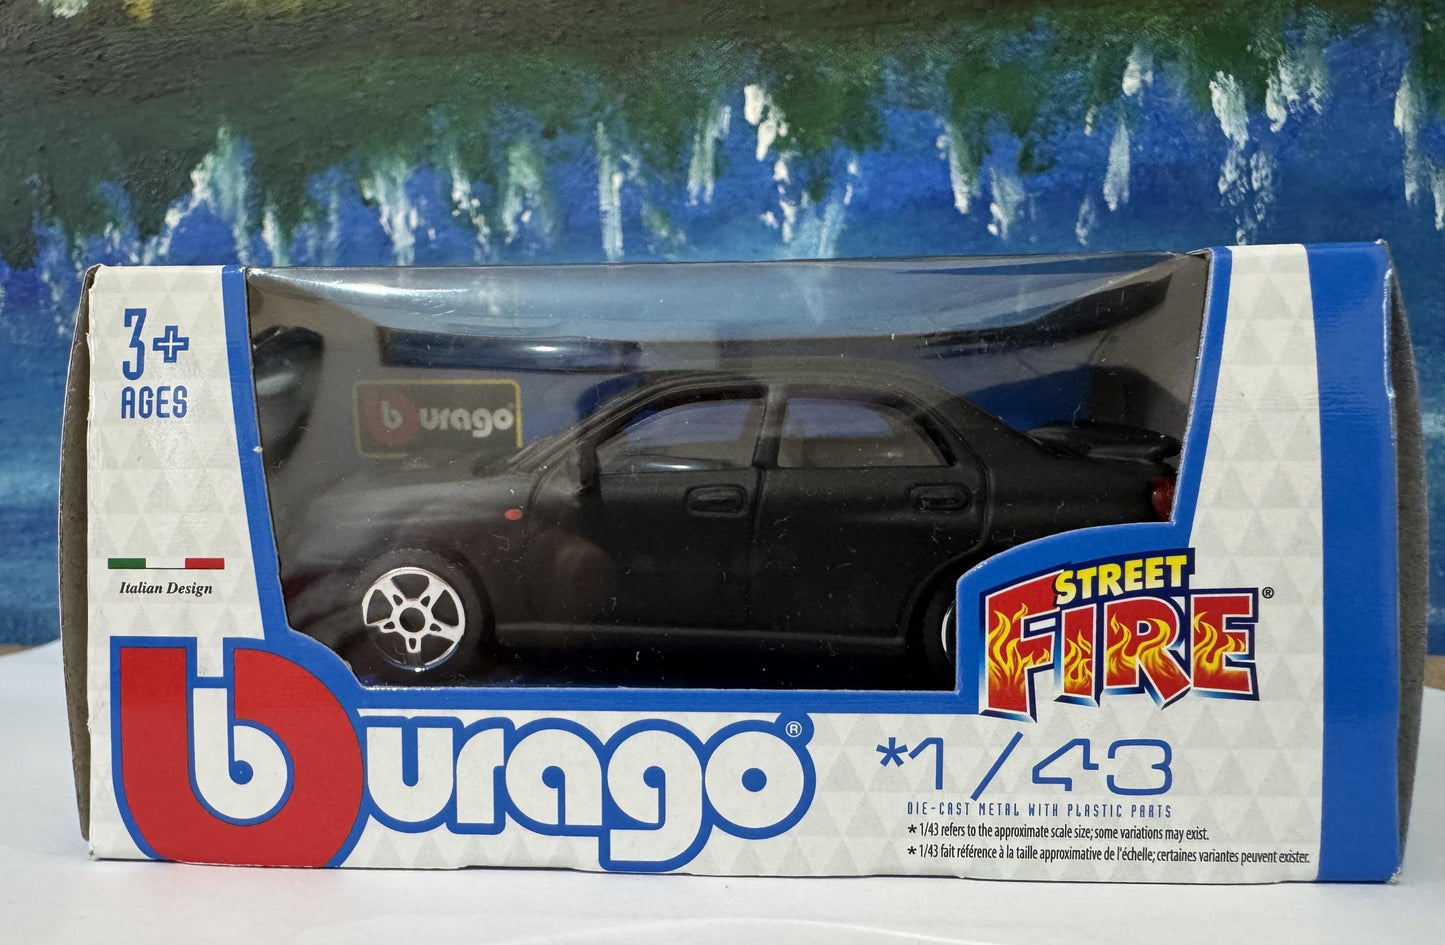 3+
AGES
burago
Italian Design
STREET
FIRE®
burago®
*1/43
DIE-CAST METAL WITH PLASTIC PARTS
* 1/43 refers to the approximate scale size; some variations may exist.
* 1/43 fait référence à la taille approximative de l'échelle; certaines variantes peuvent exister.